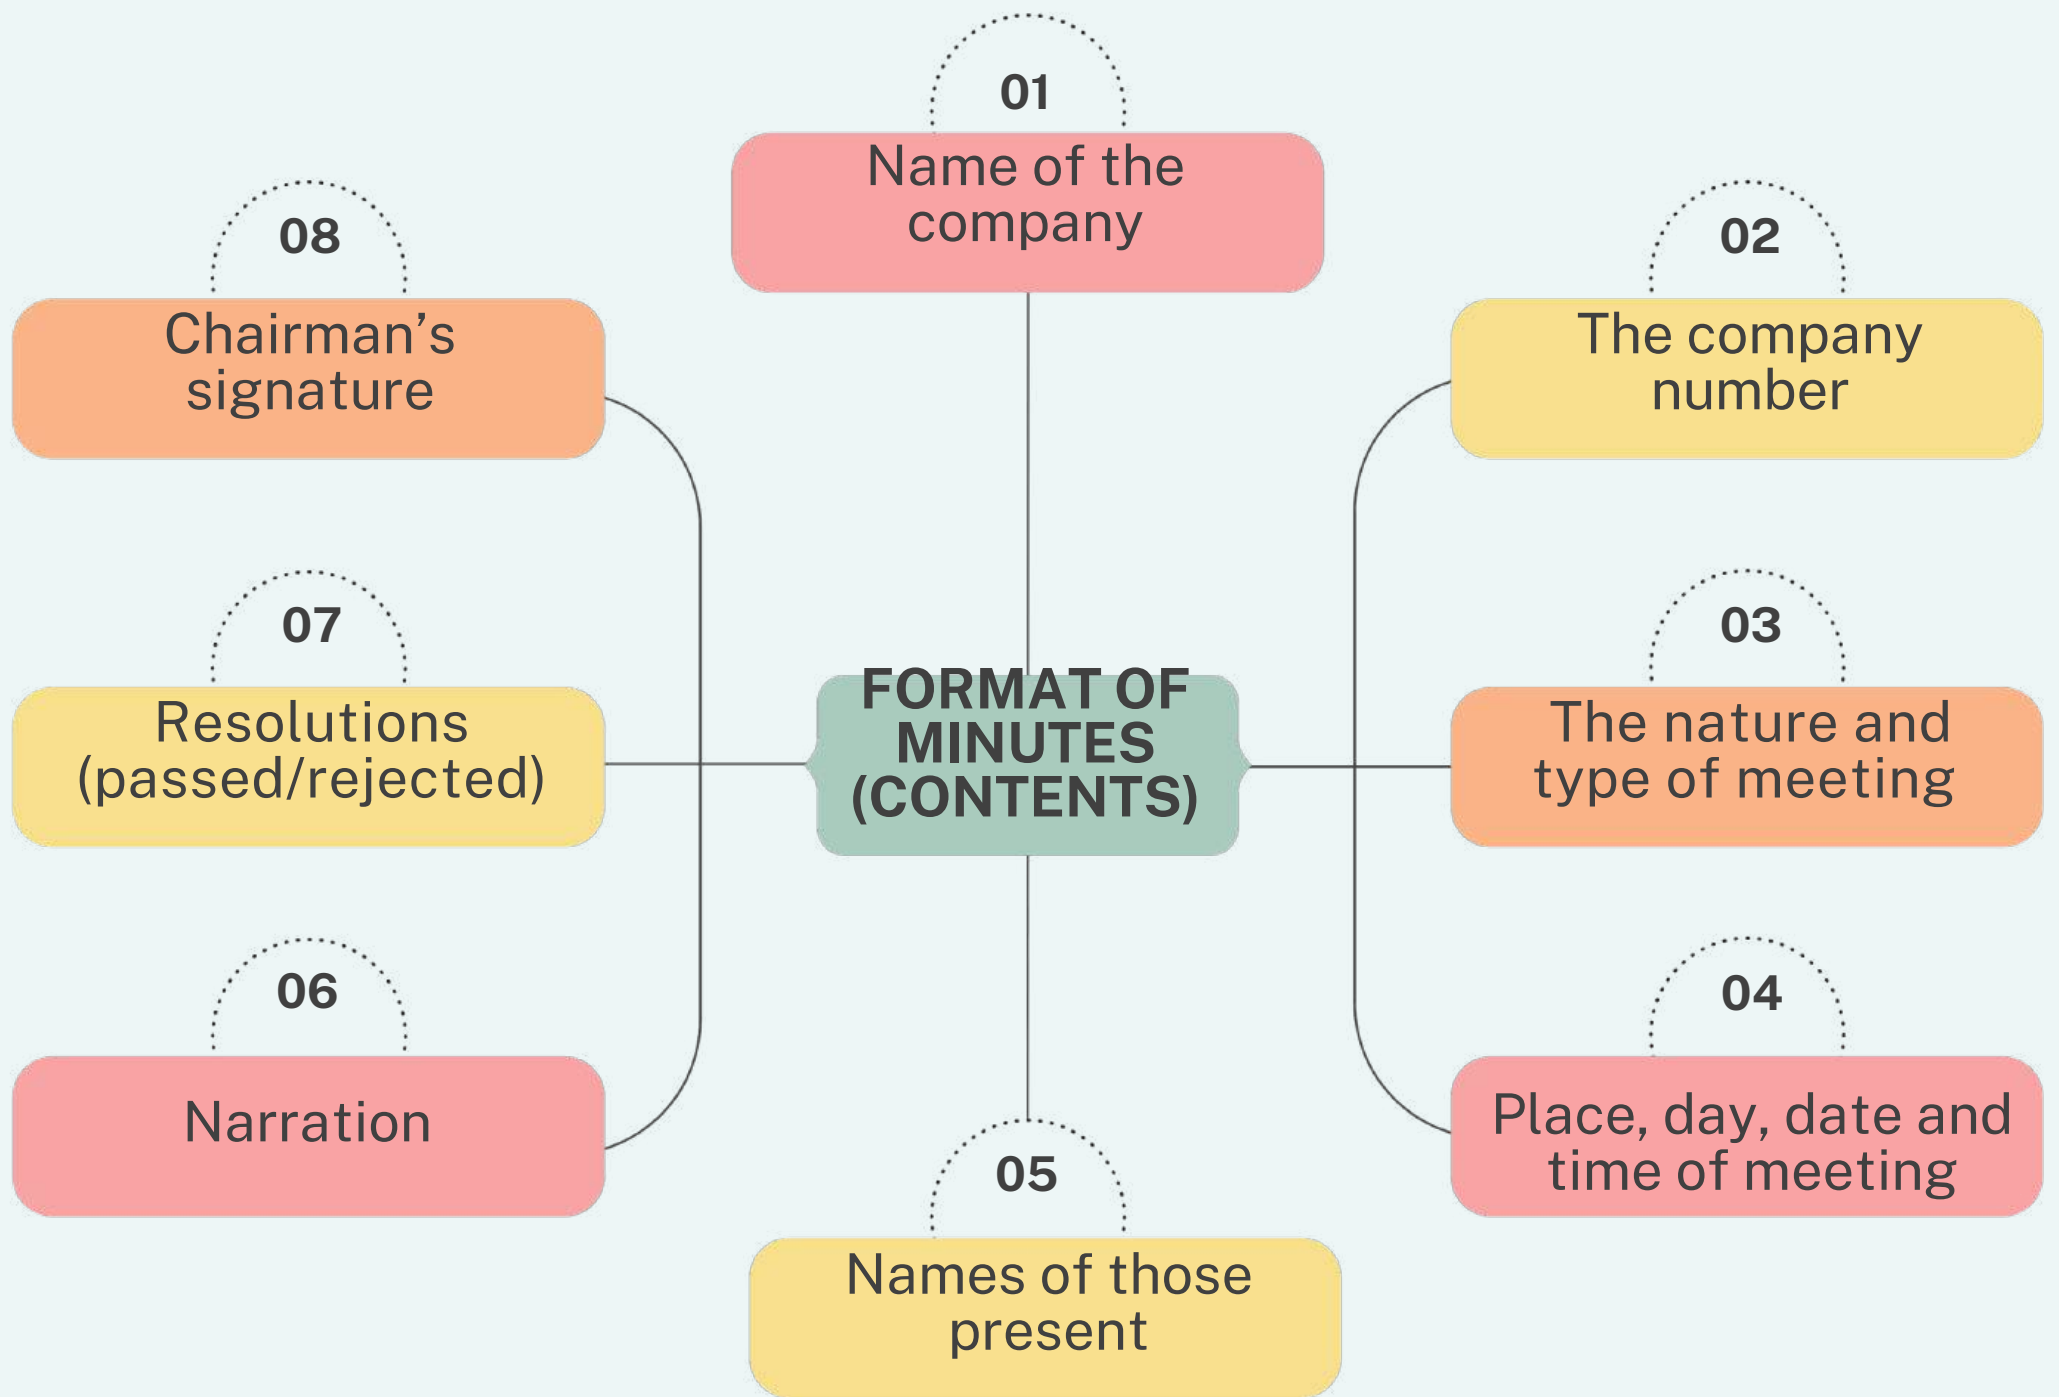 01
Name of the
company
02
The company
number
03
The nature and
type of meeting
04
Place, day, date and
time of meeting
05
Names of those
present
06
Narration
07
Resolutions
(passed/rejected)
08
Chairman’s
signature
FORMAT OF
MINUTES
(CONTENTS)